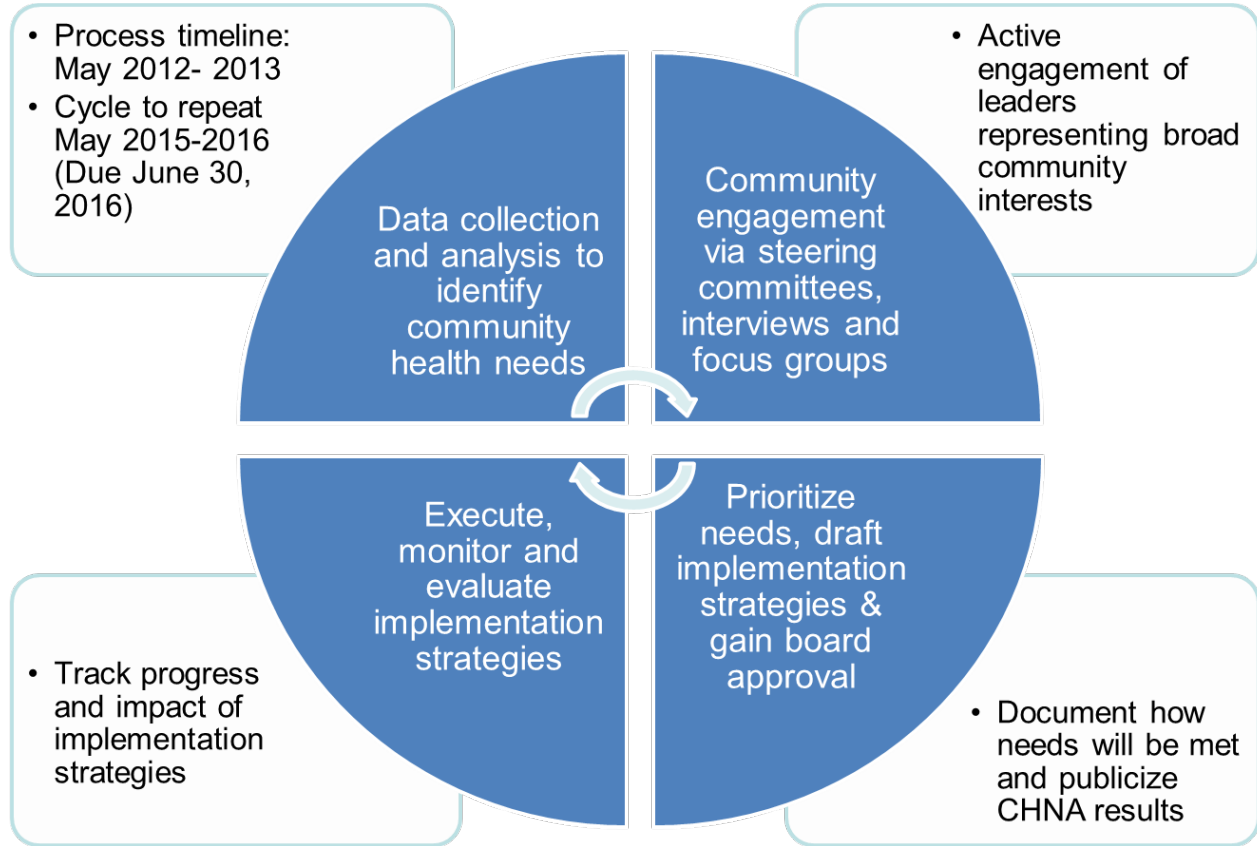 • Process timeline:
May 2012- 2013
• Cycle to repeat
May 2015-2016
(Due June 30,
2016)
Data collection
and analysis to
identify
community
health needs
Community
engagement
via steering
committees,
interviews and
focus groups
• Active
engagement of
leaders
representing broad
community
interests
Execute,
monitor and
evaluate
implementation
strategies
• Track progress
and impact of
implementation
strategies
Prioritize
needs, draft
implementation
strategies &
gain board
approval
• Document how
needs will be met
and publicize
CHNA results